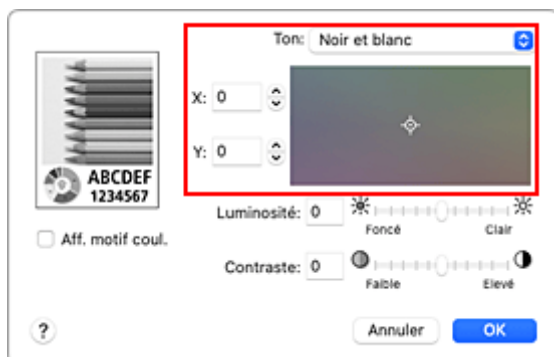 Ton: Noir et blanc
X: 0
Y: 0
ABCDEF
1234567
Aff. motif coul.
Luminosité: 0
Foncé Clair
Contraste: 0
Faible Elevé
? Annuler OK